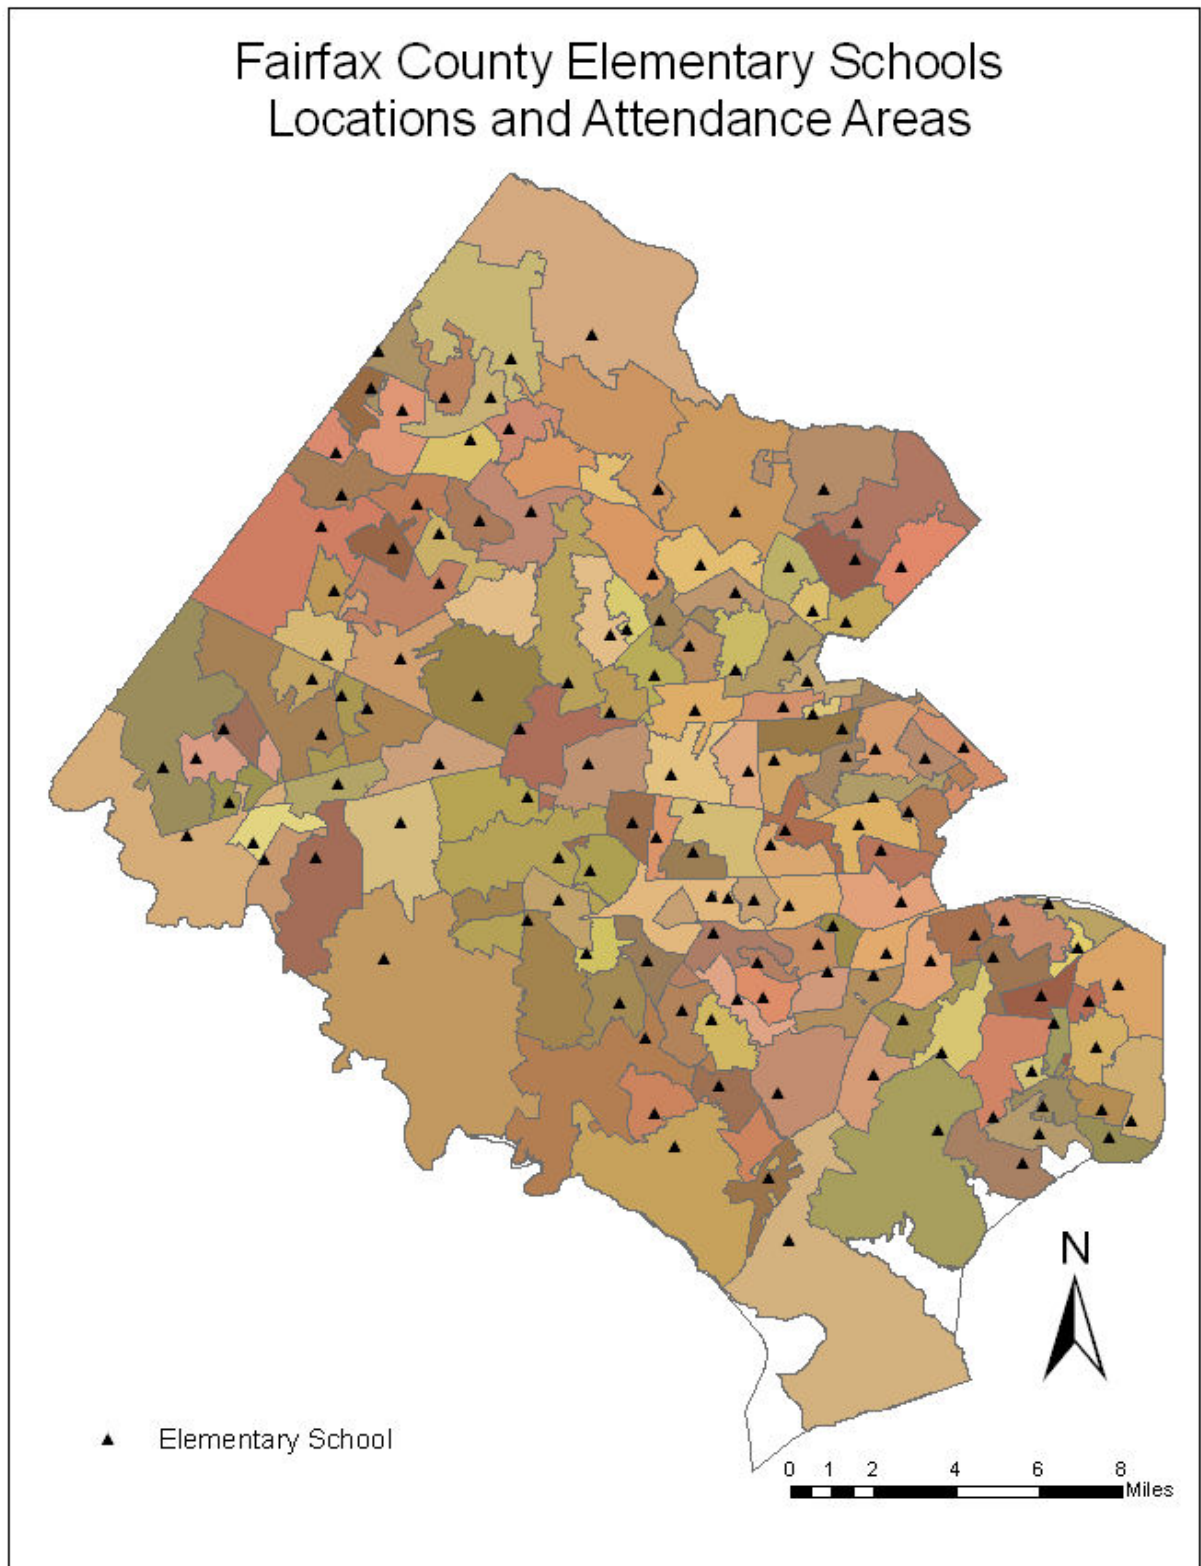 Fairfax County Elementary Schools
Locations and Attendance Areas
N
Elementary School
0 1 2 4 6 8
Miles